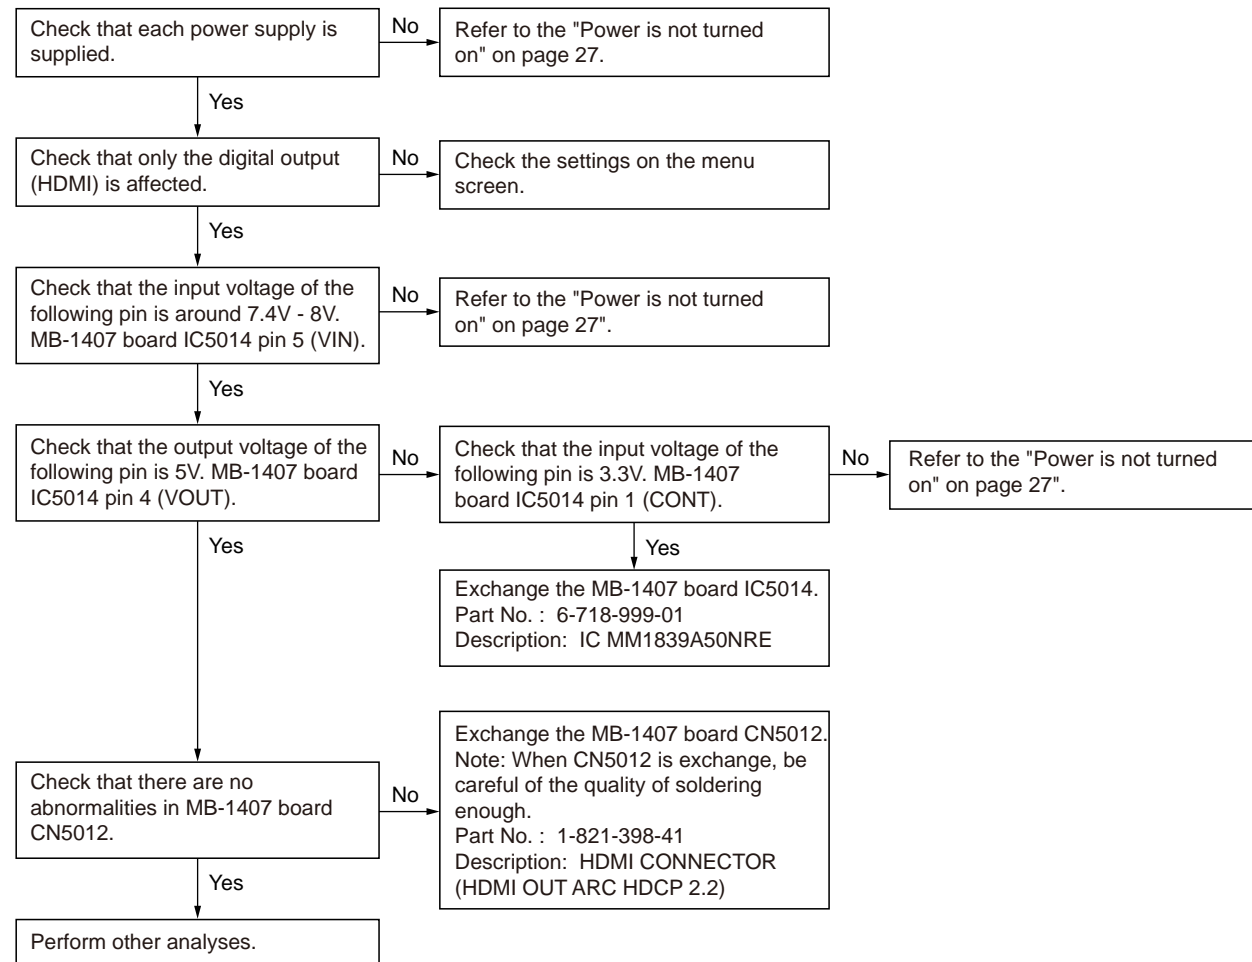 Check that each power supply is
supplied.
No
Refer to the "Power is not turned
on" on page 27.
Yes
Check that only the digital output
(HDMI) is affected.
No
Check the settings on the menu
screen.
Yes
Check that the input voltage of the
following pin is around 7.4V - 8V.
MB-1407 board IC5014 pin 5 (VIN).
No
Refer to the "Power is not turned
on" on page 27".
Yes
Check that the output voltage of the
following pin is 5V. MB-1407 board
IC5014 pin 4 (VOUT).
No
Check that the input voltage of the
following pin is 3.3V. MB-1407
board IC5014 pin 1 (CONT).
No
Refer to the "Power is not turned
on" on page 27".
Yes
Yes
Exchange the MB-1407 board IC5014.
Part No. : 6-718-999-01
Description: IC MM1839A50NRE
Check that there are no
abnormalities in MB-1407 board
CN5012.
No
Exchange the MB-1407 board CN5012.
Note: When CN5012 is exchange, be
careful of the quality of soldering
enough.
Part No. : 1-821-398-41
Description: HDMI CONNECTOR
(HDMI OUT ARC HDCP 2.2)
Yes
Perform other analyses.